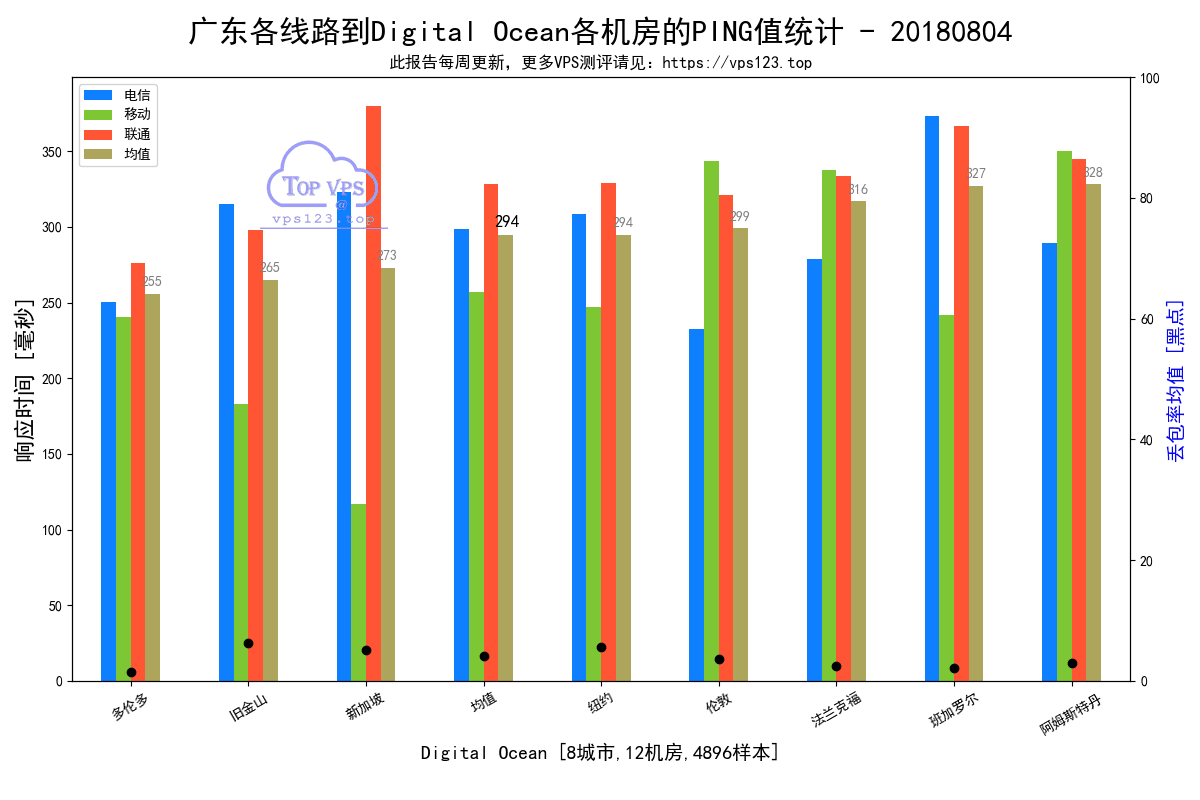 广东各线路到Digital Ocean各机房的PING值统计 - 20180804
此报告每周更新，更多VPS测评请见：https://vps123.top
电信
移动
联通
均值
TOP VPS
@
vps123.top
响应时间 [毫秒]
350
300
250
200
150
100
50
0
255
265
273
294
294
299
316
327
328
100
80
60
40
20
0
丢包率均值 [黑点]
多伦多
旧金山
新加坡
均值
纽约
伦敦
法兰克福
班加罗尔
阿姆斯特丹
Digital Ocean [8城市,12机房,4896样本]